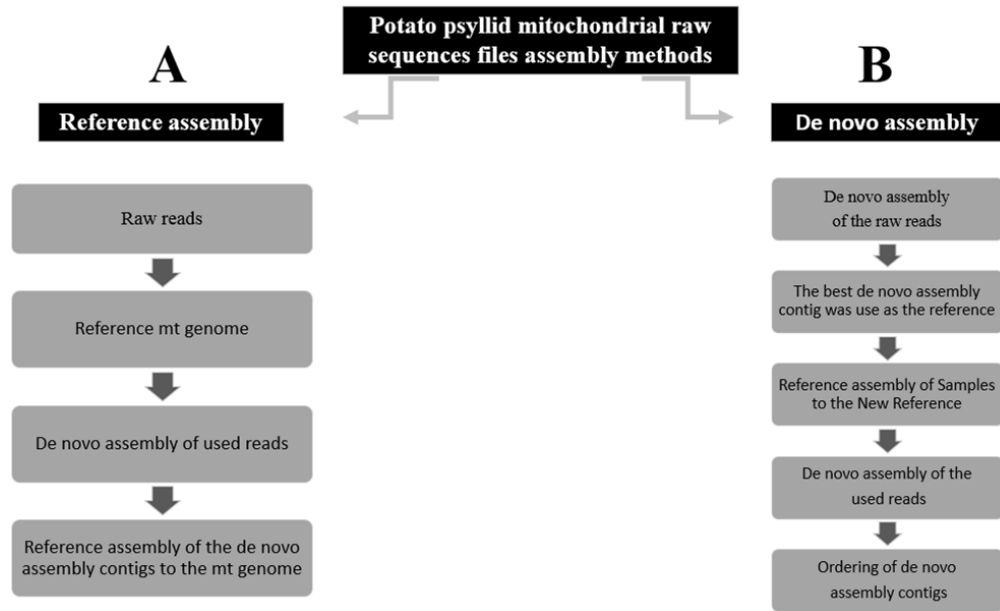 Potato psyllid mitochondrial raw
sequences files assembly methods
A
Reference assembly
Raw reads
Reference mt genome
De novo assembly of used reads
Reference assembly of the de novo
assembly contigs to the mt genome
B
De novo assembly
De novo assembly
of the raw reads
The best de novo assembly
contig was use as the reference
Reference assembly of Samples
to the New Reference
De novo assembly of the
used reads
Ordering of de novo
assembly contigs